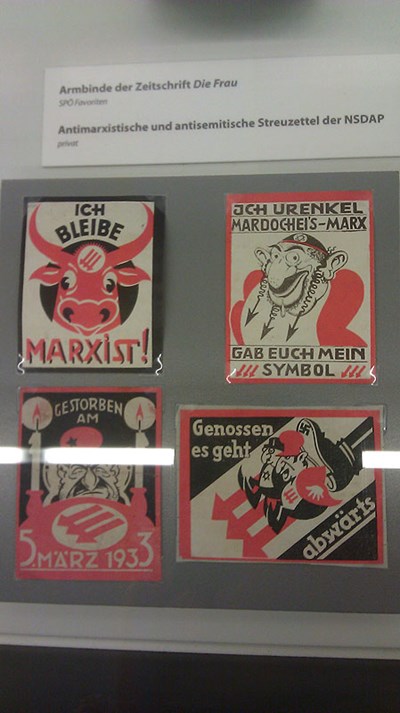 Armbinde der Zeitschrift Die Frau
SPÖ Favoriten
Antimarxistische und antisemitische Streuzettel der NSDAP
privat
ICH
BLEIBE
MARXIST!
JCH URENKEL
MARDOCHEI'S-MARX
GAB EUCH MEIN
SYMBOL
GESTORBEN
AM
5. MÄRZ 1933
Genossen
es geht
abwärts